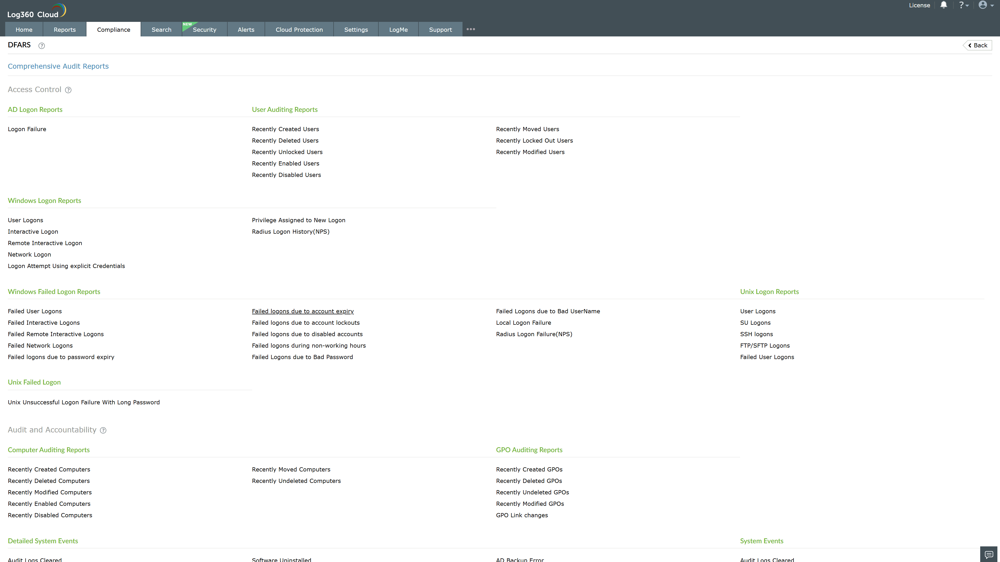 License
?
Log360 Cloud
Home
Reports
Compliance
Search
NEW
Security
Alerts
Cloud Protection
Settings
LogMe
Support
DFARS ?
Back
Comprehensive Audit Reports
Access Control ?
AD Logon Reports
User Auditing Reports
Logon Failure
Recently Created Users
Recently Moved Users
Recently Deleted Users
Recently Locked Out Users
Recently Unlocked Users
Recently Modified Users
Recently Enabled Users
Recently Disabled Users
Windows Logon Reports
User Logons
Privilege Assigned to New Logon
Interactive Logon
Radius Logon History(NPS)
Remote Interactive Logon
Network Logon
Logon Attempt Using explicit Credentials
Windows Failed Logon Reports
Unix Logon Reports
Failed User Logons
Failed logons due to account expiry
Failed Logons due to Bad UserName
User Logons
Failed Interactive Logons
Failed logons due to account lockouts
Local Logon Failure
SU Logons
Failed Remote Interactive Logons
Failed logons due to disabled accounts
Radius Logon Failure(NPS)
SSH logons
Failed Network Logons
Failed logons during non-working hours
FTP/SFTP Logons
Failed logons due to password expiry
Failed Logons due to Bad Password
Failed User Logons
Unix Failed Logon
Unix Unsuccessful Logon Failure With Long Password
Audit and Accountability ?
Computer Auditing Reports
GPO Auditing Reports
Recently Created Computers
Recently Moved Computers
Recently Created GPOs
Recently Deleted Computers
Recently Undeleted Computers
Recently Deleted GPOs
Recently Modified Computers
Recently Undeleted GPOs
Recently Enabled Computers
Recently Modified GPOs
Recently Disabled Computers
GPO Link changes
Detailed System Events
System Events
Audit Logs Cleared
Software Uninstalled
AD Backup Error
Audit Logs Cleared